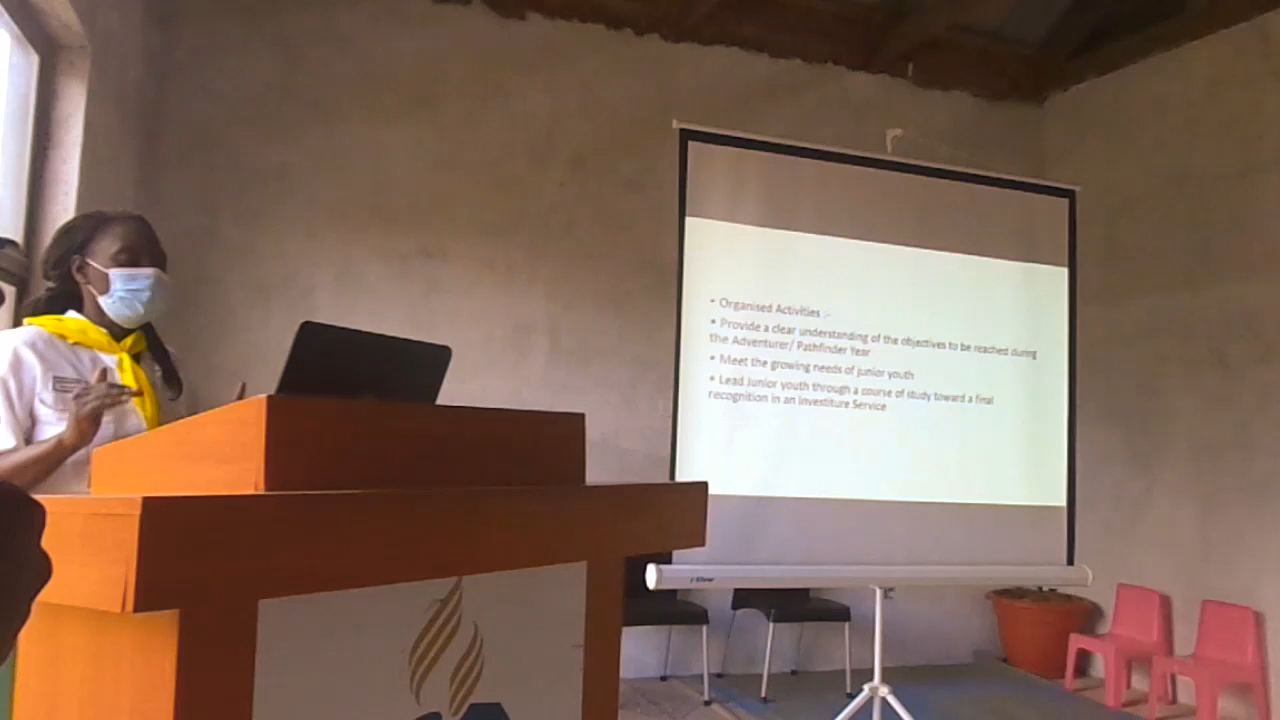 • Organised Activities :-
• Provide a clear understanding of the objectives to be reached during
the Adventurer/ Pathfinder Year
• Meet the growing needs of junior youth
• Lead Junior youth through a course of study toward a final
recognition in an Investiture Service